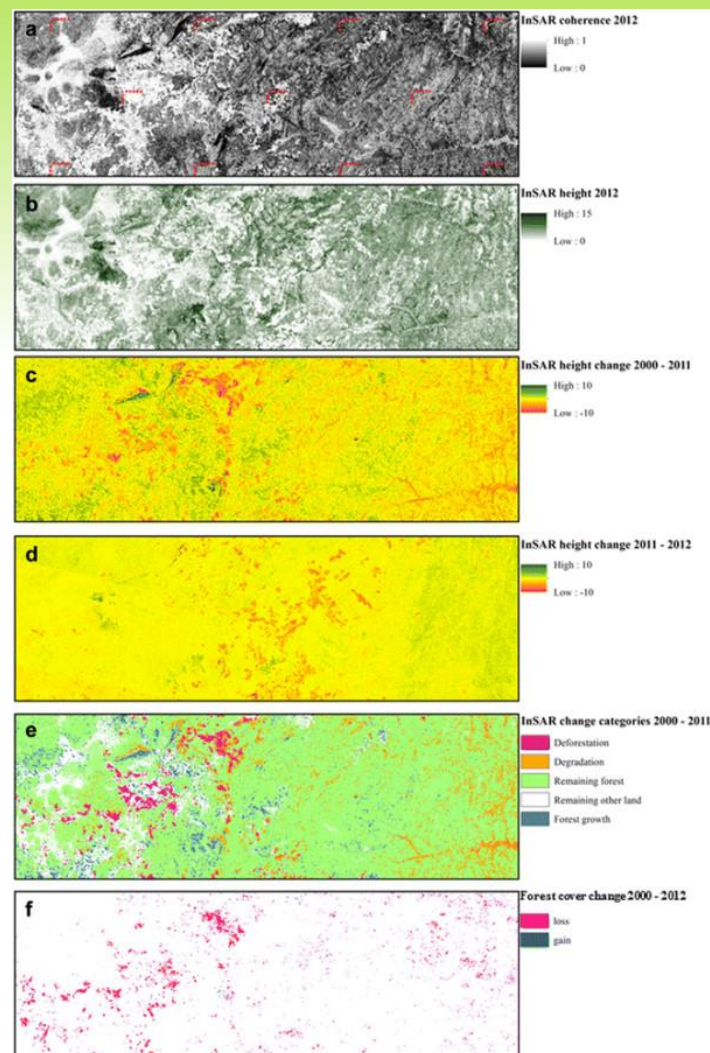 a
InSAR coherence 2012
High : 1
Low : 0
b
InSAR height 2012
High : 15
Low : 0
c
InSAR height change 2000 - 2011
High : 10
Low : -10
d
InSAR height change 2011 - 2012
High : 10
Low : -10
e
InSAR change categories 2000 - 2011
Deforestation
Degradation
Remaining forest
Remaining other land
Forest growth
f
Forest cover change 2000 - 2012
loss
gain